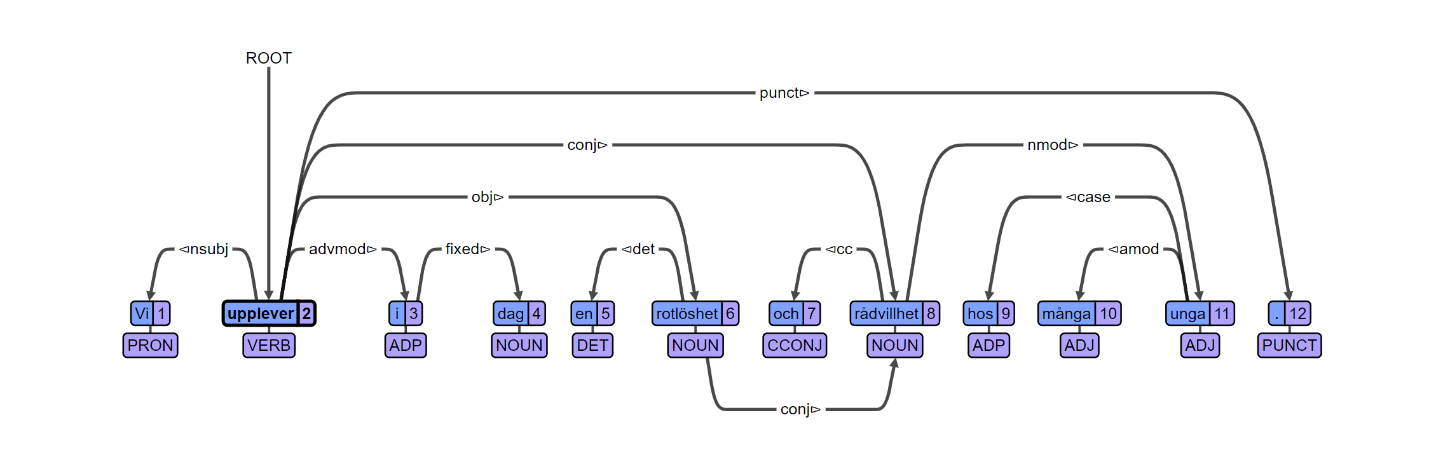 ROOT
punct▻
conj▻ nmod▻
obj▻ ◅case
◅nsubj advmod▻ fixed▻ ◅det ◅cc ◅amod
Vi 1 upplever 2 i 3 dag 4 en 5 rotlöshet 6 och 7 rådvillhet 8 hos 9 många 10 unga 11 . 12
PRON VERB ADP NOUN DET NOUN CCONJ NOUN ADP ADJ ADJ PUNCT
conj▻